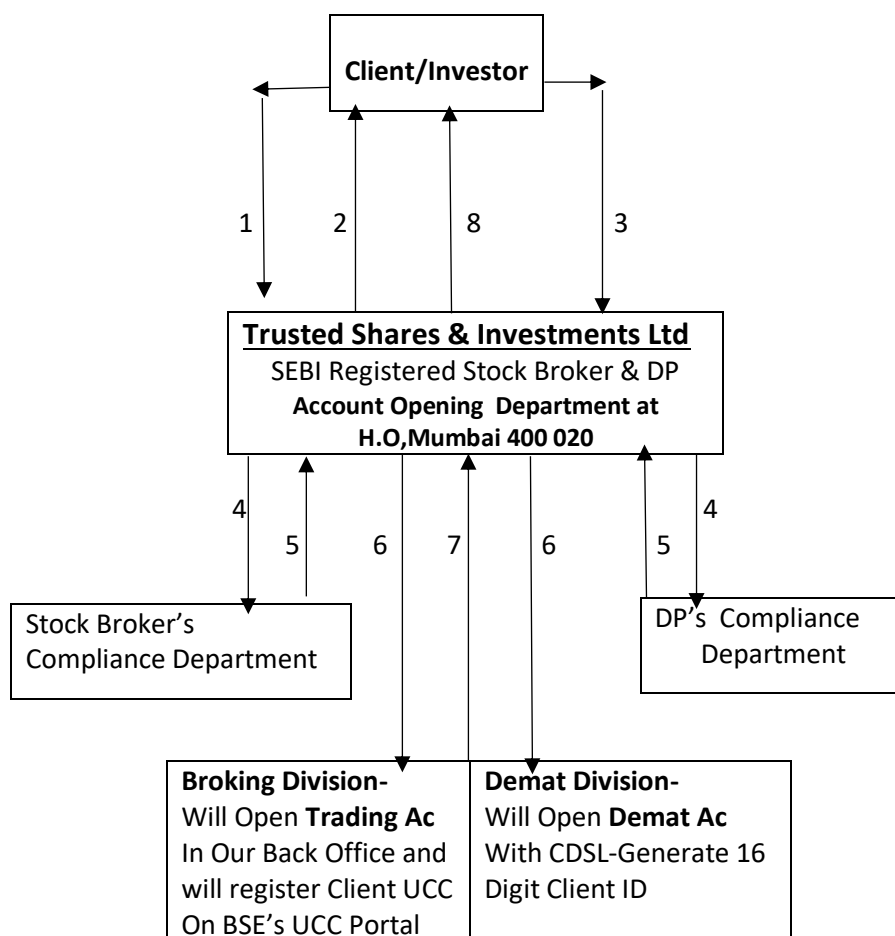 Client/Investor
1
2
8
3
Trusted Shares & Investments Ltd
SEBI Registered Stock Broker & DP
Account Opening Department at
H.O,Mumbai 400 020
4
5
6
7
6
5
4
Stock Broker's
Compliance Department
DP's Compliance
Department
Broking Division-
Will Open Trading Ac
In Our Back Office and
will register Client UCC
On BSE's UCC Portal
Demat Division-
Will Open Demat Ac
With CDSL-Generate 16
Digit Client ID